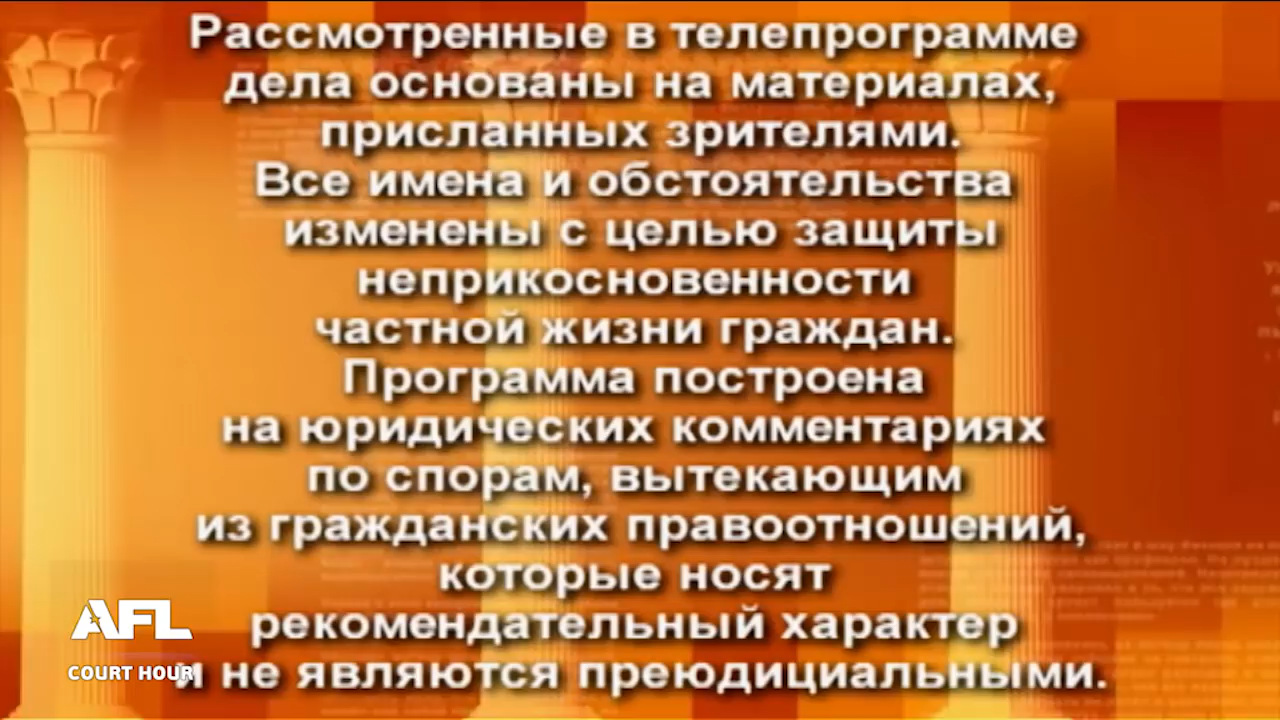 Рассмотренные в телепрограмме
дела основаны на материалах,
присланных зрителями.
Все имена и обстоятельства
изменены с целью защиты
неприкосновенности
частной жизни граждан.
Программа построена
на юридических комментариях
по спорам, вытекающим
из гражданских правоотношений,
которые носят
рекомендательный характер
и не являются преюдициальными.
AFL
COURT HOUR